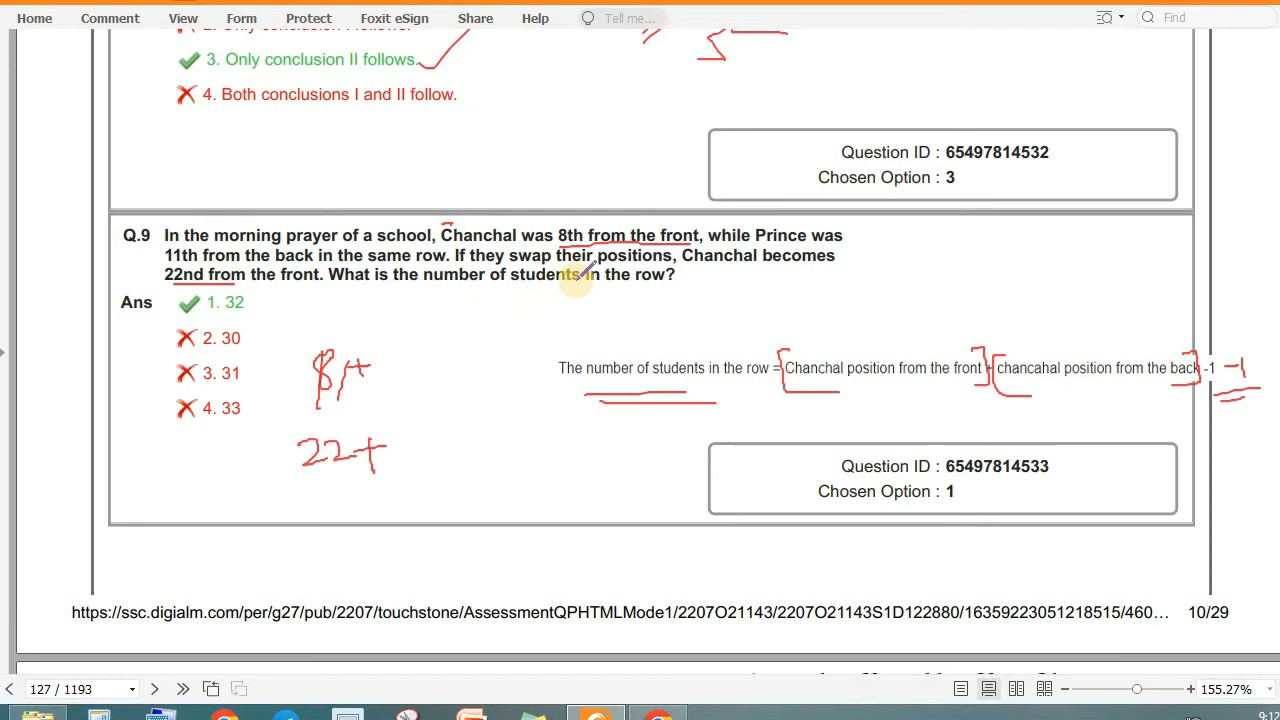 Home Comment View Form Protect Foxit eSign Share Help Tell me... Find
3. Only conclusion II follows.
4. Both conclusions I and II follow.
Question ID : 65497814532
Chosen Option : 3
Q.9 In the morning prayer of a school, Chanchal was 8th from the front, while Prince was
11th from the back in the same row. If they swap their positions, Chanchal becomes
22nd from the front. What is the number of students in the row?
Ans 1. 32
2. 30
3. 31
4. 33
The number of students in the row = Chanchal position from the front + chancahal position from the back -1 -1
8 +
22+
Question ID : 65497814533
Chosen Option : 1
https://ssc.digialm.com/per/g27/pub/2207/touchstone/AssessmentQPHTMLMode1/2207O21143/2207O21143S1D122880/16359223051218515/460… 10/29
127 / 1193
155.27%